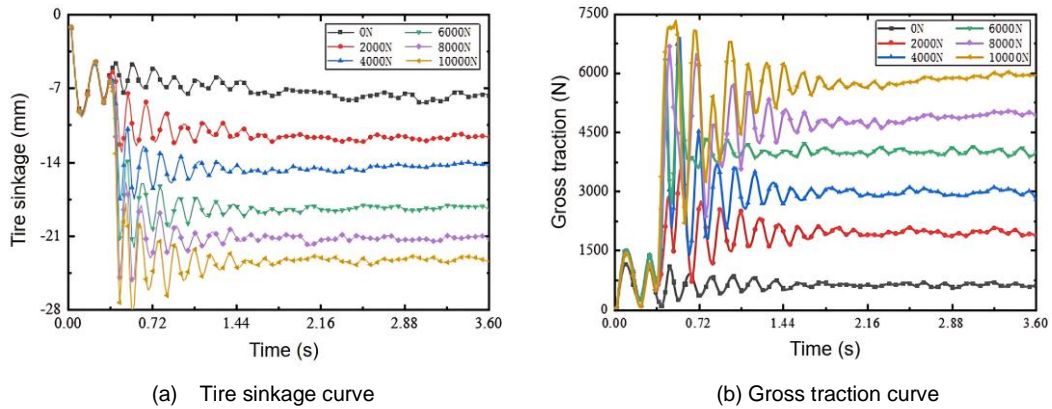 0
-7
-14
-21
-28
Tire sinkage (mm)
0N
2000N
4000N
6000N
8000N
10000N
0.00
0.72
1.44
2.16
2.88
3.60
Time (s)
(a) Tire sinkage curve
7500
6000
4500
3000
1500
0
Gross traction (N)
0N
2000N
4000N
6000N
8000N
10000N
0.00
0.72
1.44
2.16
2.88
3.60
Time (s)
(b) Gross traction curve